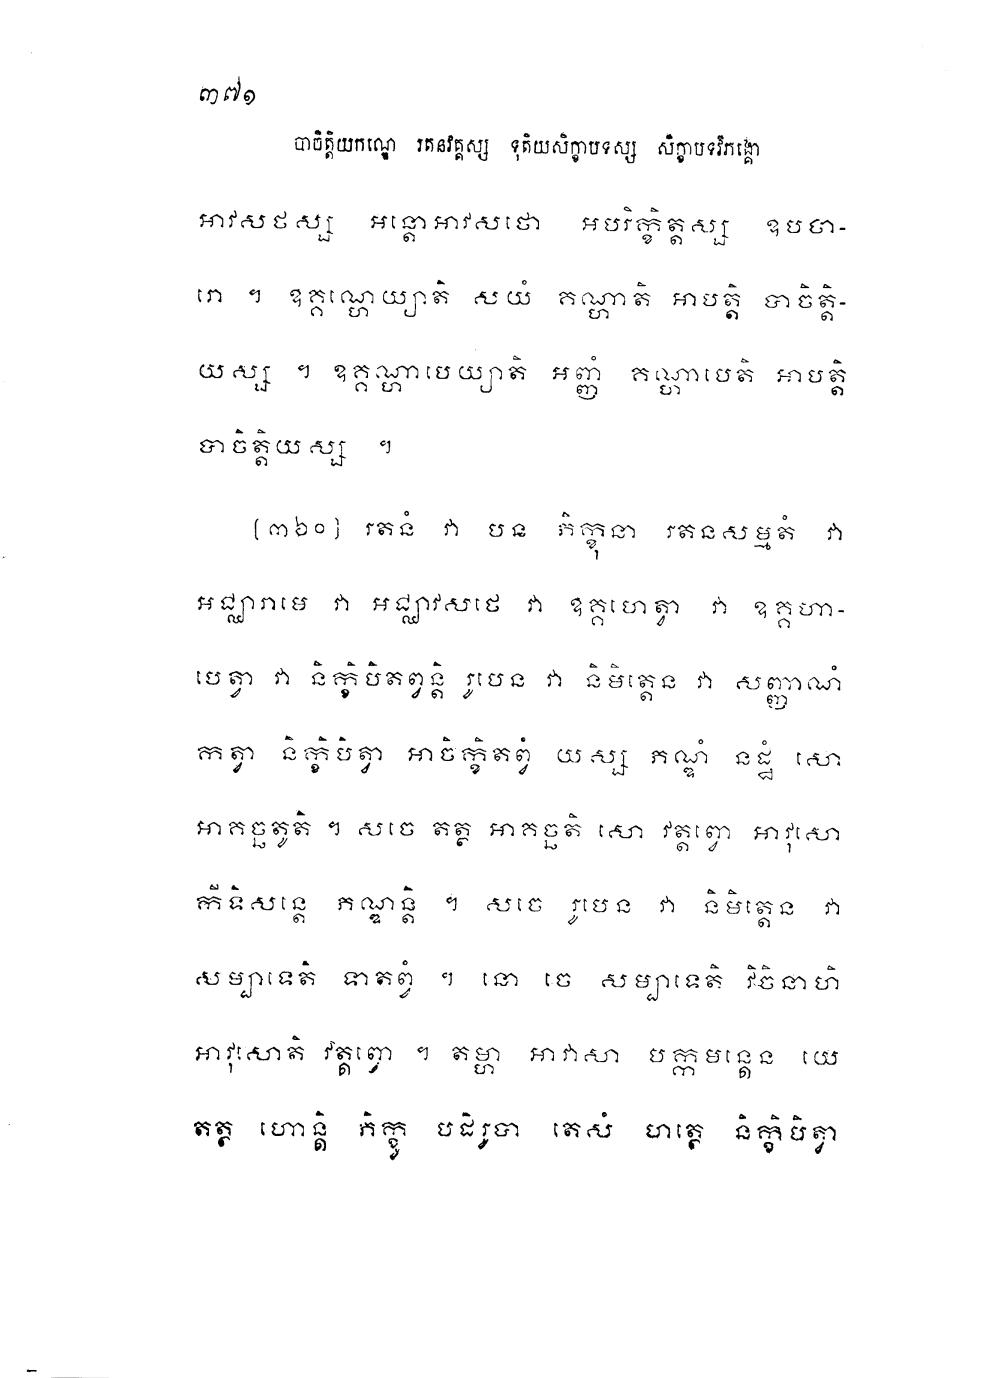 ៣៧១
បាចិត្តិយកណ្ឌេ រតនវគ្គស្ស ទុតិយសិក្ខាបទស្ស សិក្ខាបទវិភង្គោ
អាវសថស្ស អន្តោអាវសថោ អបរិក្ខិត្តស្ស ឧបចា-
រោ ។ ឧគ្គណ្ហេយ្យាតិ សយំ គណ្ហាតិ អាបត្តិ បាចិត្តិ-
យស្ស ។ ឧគ្គណ្ហាបេយ្យាតិ អញ្ញំ គណ្ហាបេតិ អាបត្តិ
បាចិត្តិយស្ស ។
[៣៦០] រតនំ វា បន ភិក្ខុនា រតនសម្មតំ វា
អជ្ឈារាមេ វា អជ្ឈាវសថេ វា ឧគ្គហេត្វា វា ឧគ្គហា-
បេត្វា វា និក្ខិបិតព្វន្តិ រូបេន វា និមិត្តេន វា សញ្ញាណំ
កត្វា និក្ខិបិត្វា អាចិក្ខិតព្វំ យស្ស ភណ្ឌំ នដ្ឋំ សោ
អាគច្ឆតូតិ ។ សចេ តត្ថ អាគច្ឆតិ សោ វត្តព្វោ អាវុសោ
កីទិសន្តេ ភណ្ឌន្តិ ។ សចេ រូបេន វា និមិត្តេន វា
សម្បាទេតិ ទាតព្វំ ។ នោ ចេ សម្បាទេតិ វិចិនាហិ
អាវុសោតិ វត្តព្វោ ។ តម្ហា អាវាសា បក្កមន្តេន យេ
តត្ថ ហោន្តិ ភិក្ខូ បដិរូបា តេសំ ហត្ថេ និក្ខិបិត្វា